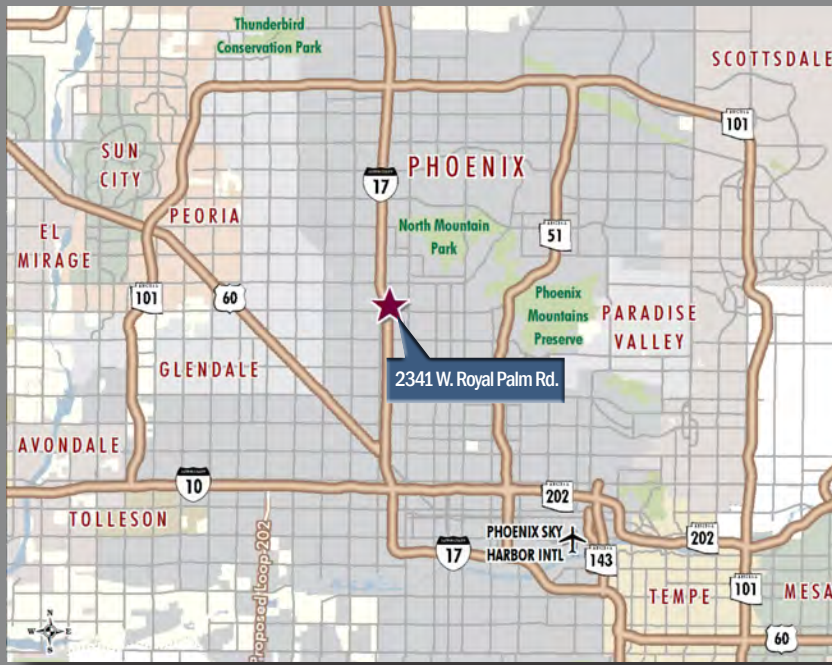 Thunderbird
Conservation Park
SCOTTSDALE
101
SUN
CITY
17
PHOENIX
PEORIA
North Mountain
Park
51
EL
MIRAGE
101
60
Phoenix
Mountains
Preserve
PARADISE
VALLEY
GLENDALE
2341 W. Royal Palm Rd.
AVONDALE
10
202
TOLLESON
Proposed Loop 202
PHOENIX SKY
HARBOR INTL
17
143
202
TEMPE
101
MESA
60
N
W
E
S